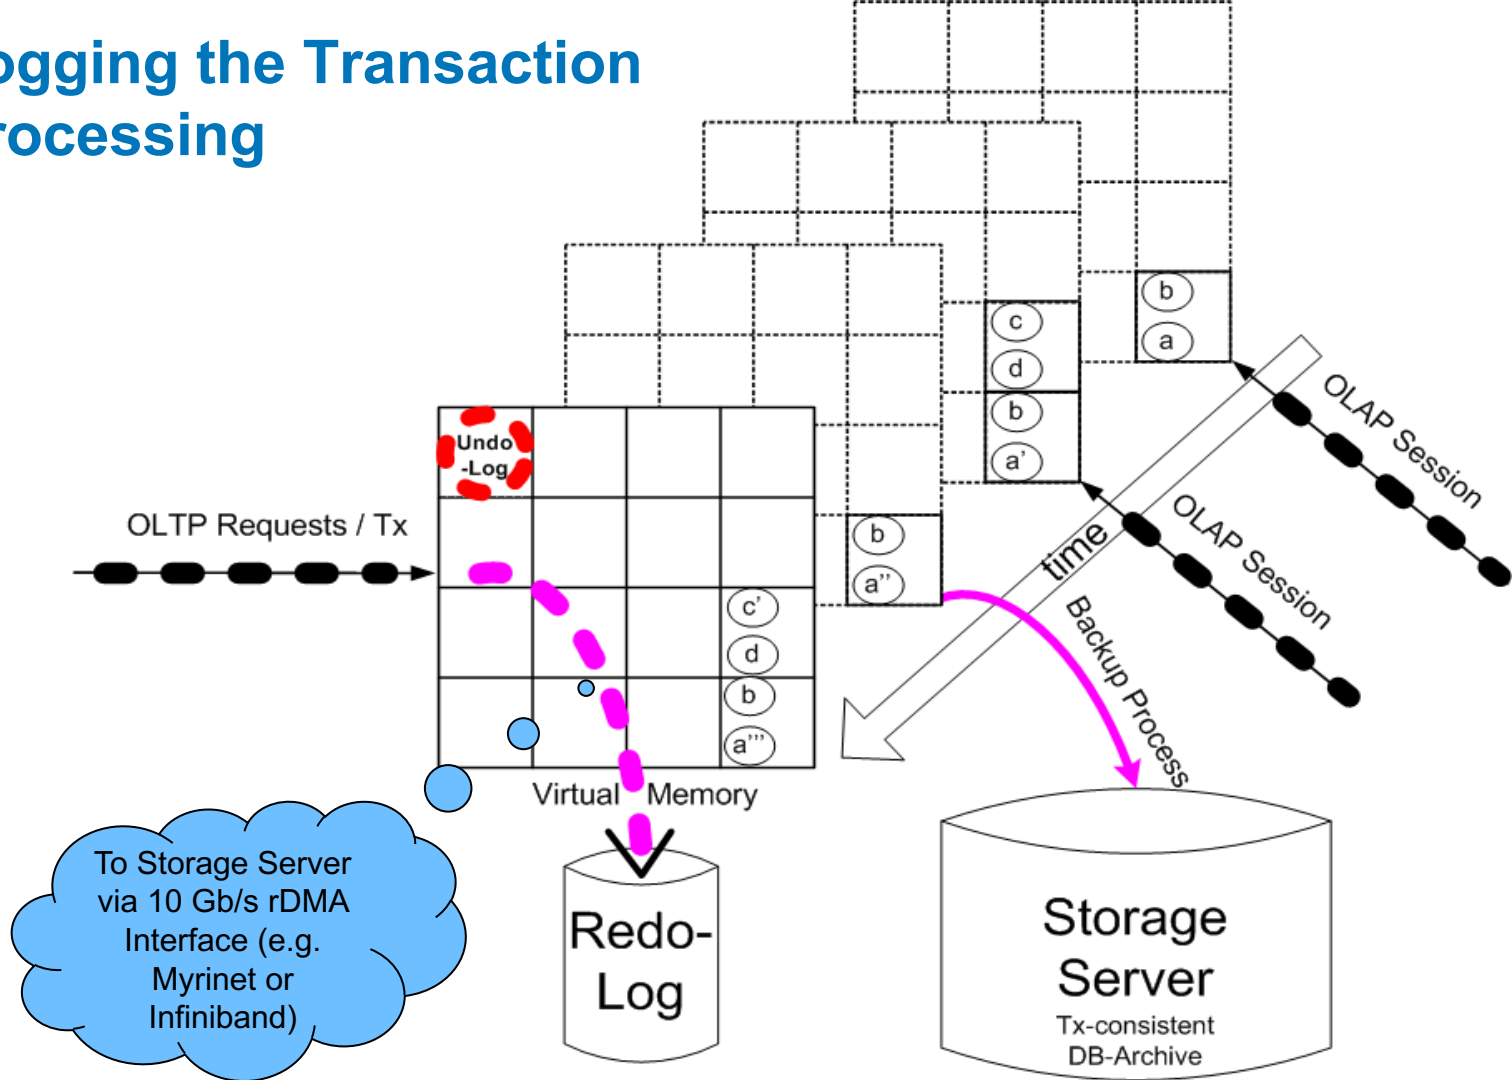 ogging the Transaction
rocessing
b
a
c
d
b
a'
OLAP Session
OLAP Session
time
b
a''
Backup Process
Undo
-Log
OLTP Requests / Tx
c'
d
b
a'''
Virtual Memory
To Storage Server
via 10 Gb/s rDMA
Interface (e.g.
Myrinet or
Infiniband)
Redo-
Log
Storage
Server
Tx-consistent
DB-Archive